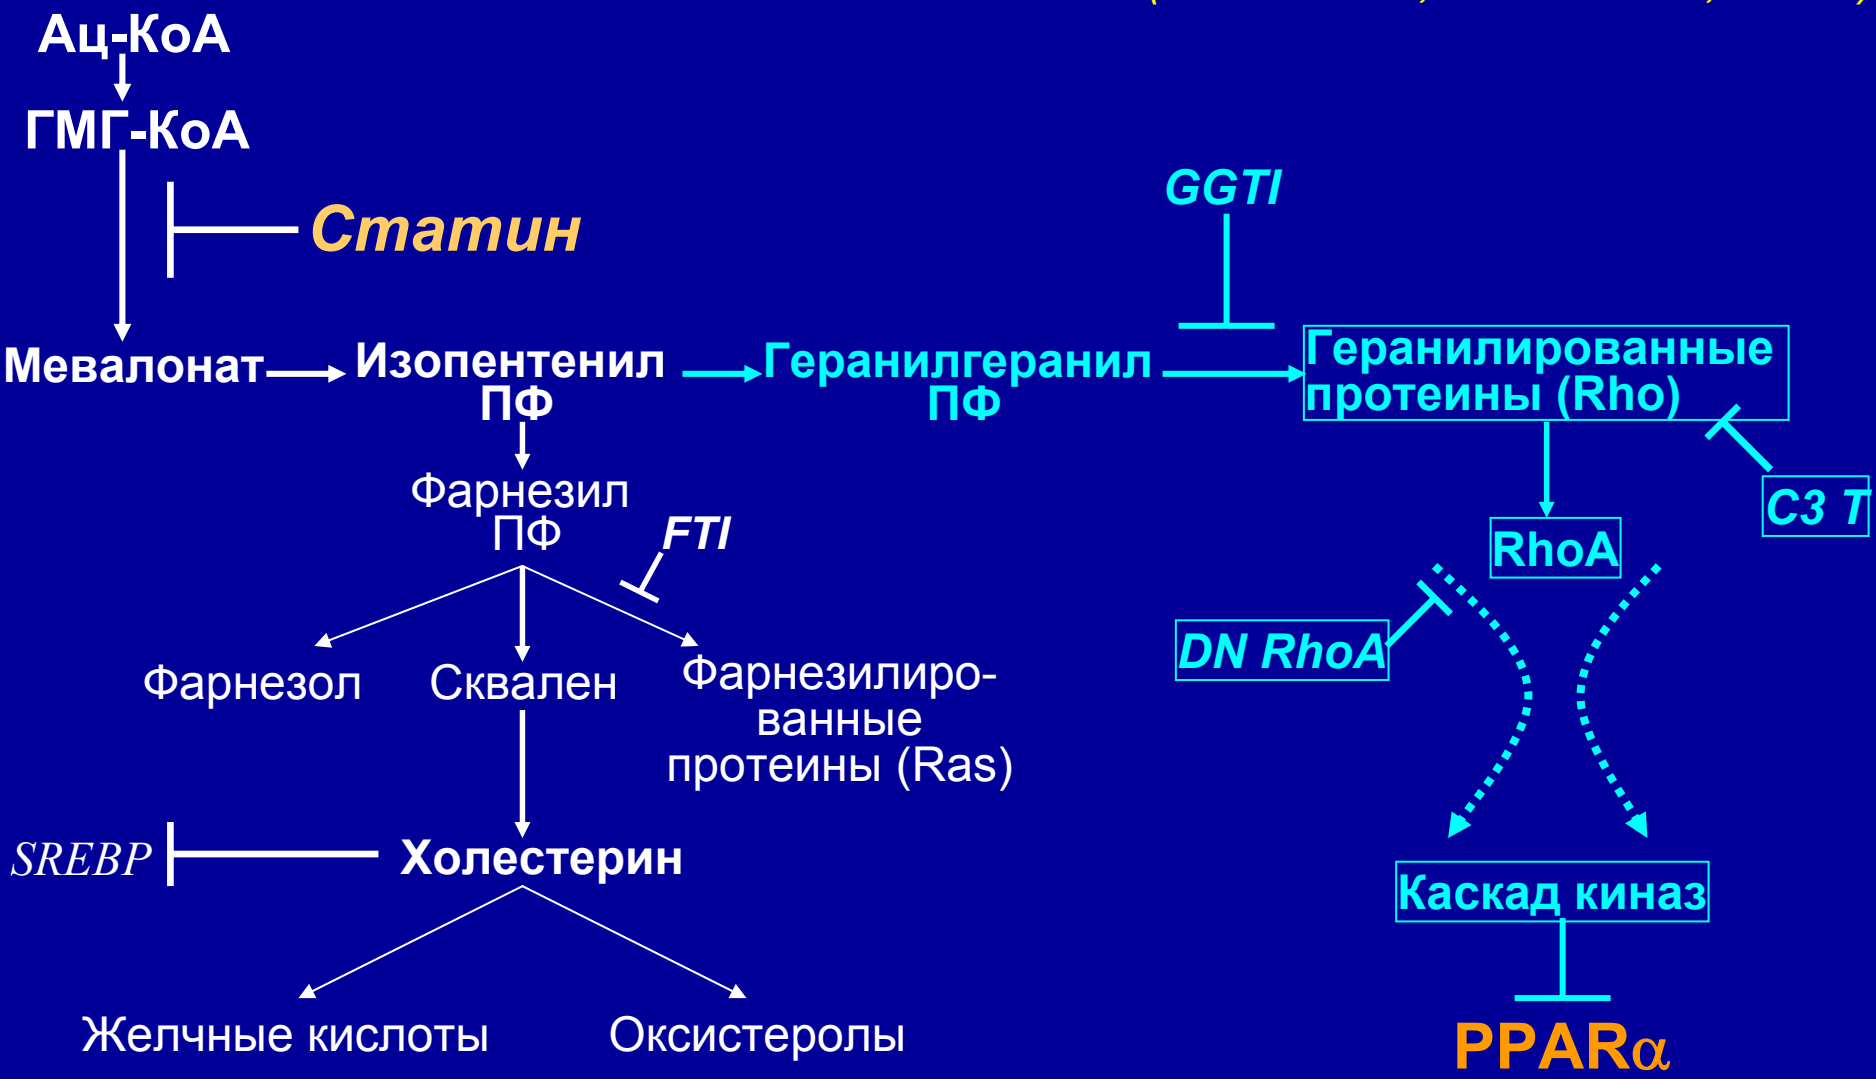 Ац-КоА
ГМГ-КоА
Статин
GGTI
Мевалонат
Изопентенил
ПФ
Геранилгеранил
ПФ
Геранилированные
протеины (Rho)
Фарнезил
ПФ
FTI
C3 T
RhoA
DN RhoA
Фарнезол
Сквален
Фарнезилиро-
ванные
протеины (Ras)
SREBP
Холестерин
Каскад киназ
Желчные кислоты
Оксистеролы
PPARα